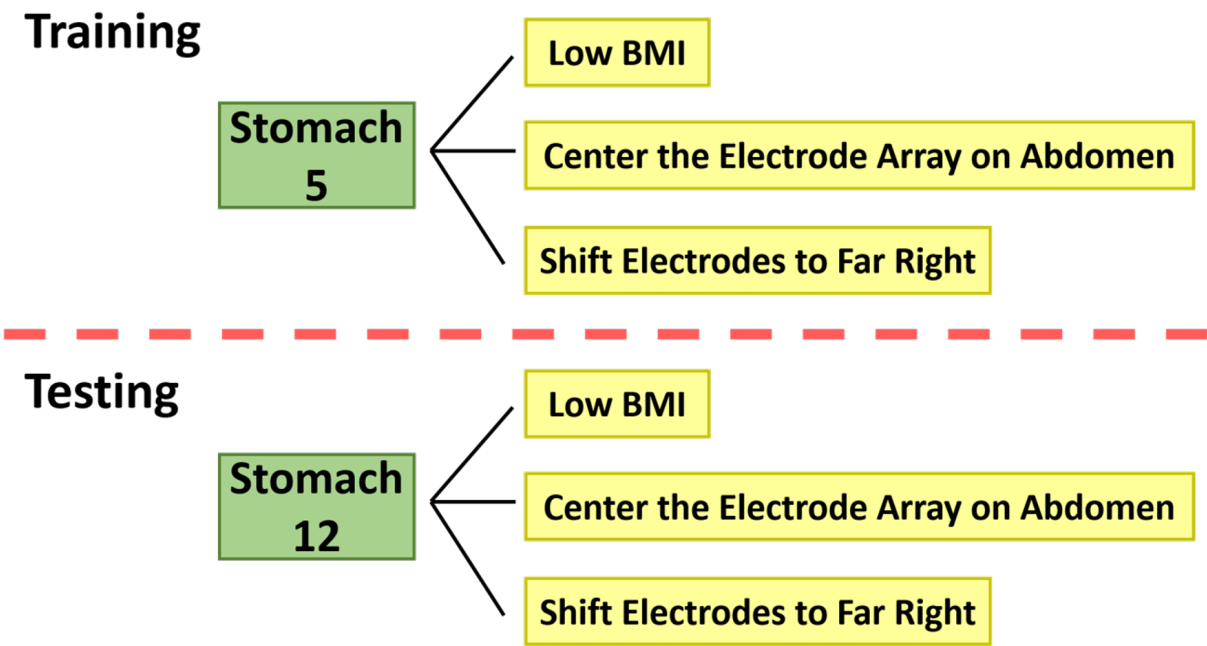 Training
Stomach
5
Low BMI
Center the Electrode Array on Abdomen
Shift Electrodes to Far Right
Testing
Stomach
12
Low BMI
Center the Electrode Array on Abdomen
Shift Electrodes to Far Right